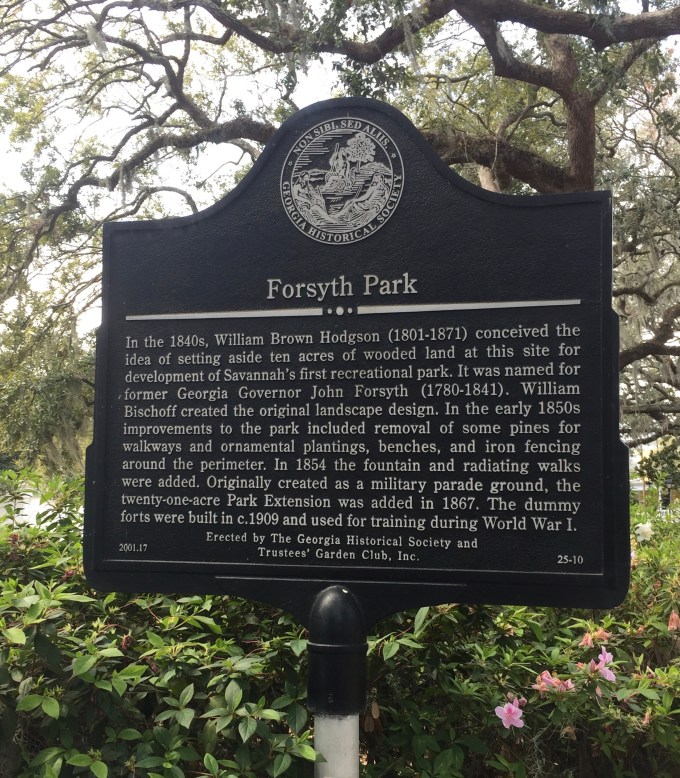 NON SIBI, SED ALIIS.
GEORGIA HISTORICAL SOCIETY
Forsyth Park
In the 1840s, William Brown Hodgson (1801-1871) conceived the
idea of setting aside ten acres of wooded land at this site for
development of Savannah's first recreational park. It was named for
former Georgia Governor John Forsyth (1780-1841). William
Bischoff created the original landscape design. In the early 1850s
improvements to the park included removal of some pines for
walkways and ornamental plantings, benches, and iron fencing
around the perimeter. In 1854 the fountain and radiating walks
were added. Originally created as a military parade ground, the
twenty-one-acre Park Extension was added in 1867. The dummy
forts were built in c.1909 and used for training during World War I.
Erected by The Georgia Historical Society and
Trustees' Garden Club, Inc.
2001.17
25-10